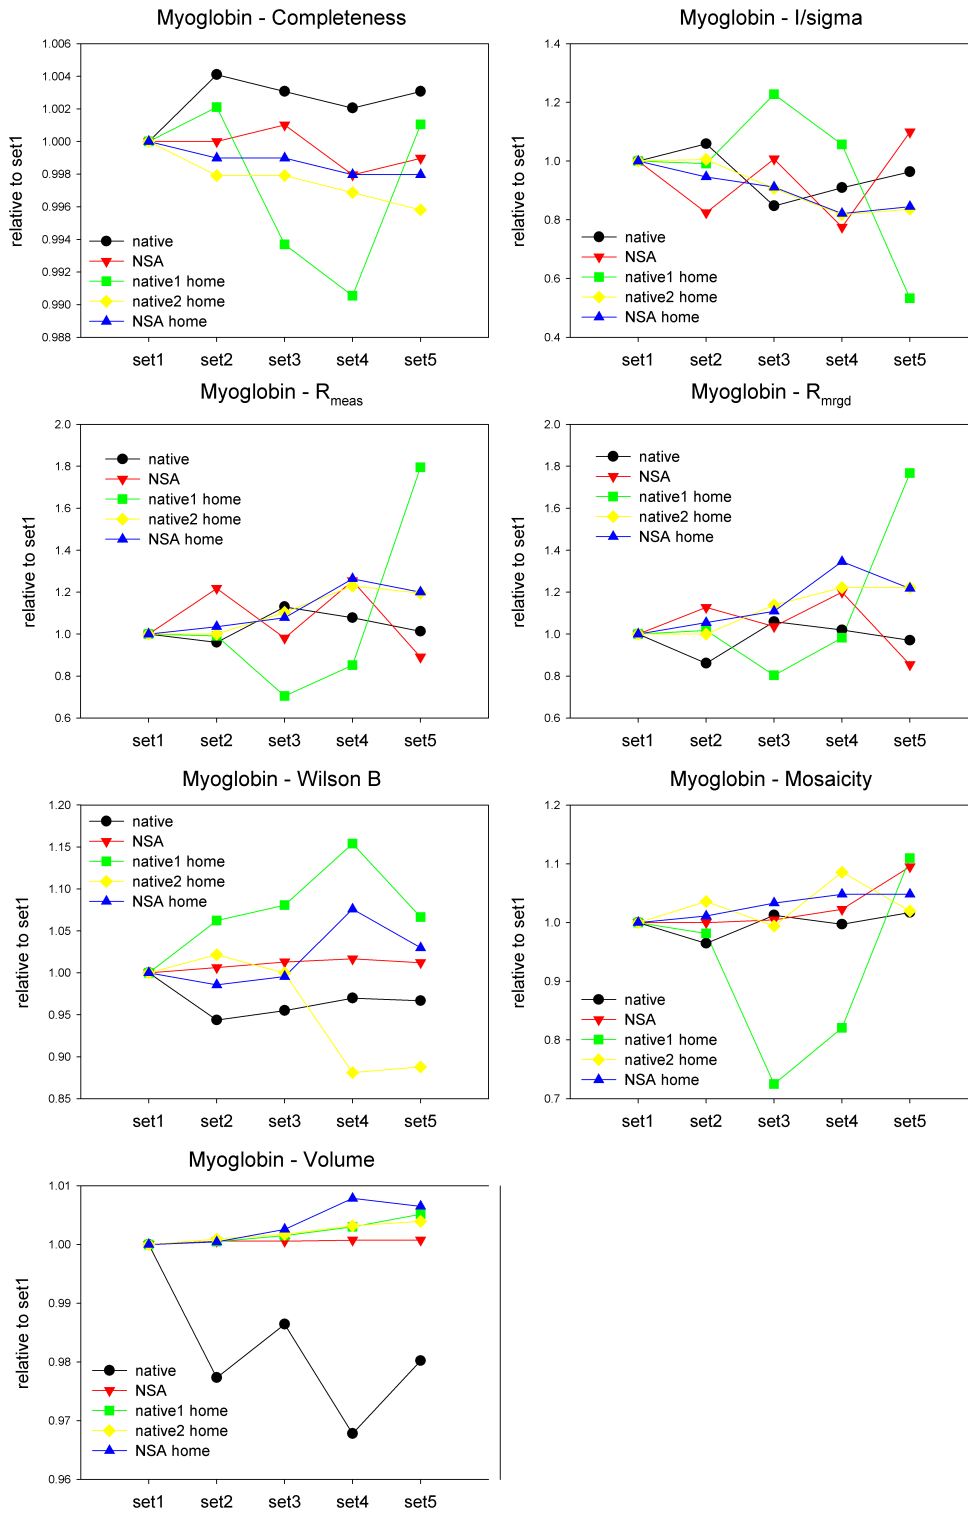 Myoglobin - Completeness
1.006
1.004
1.002
1.000
0.998
0.996
0.994
0.992
0.990
0.988
relative to set1
native
NSA
native1 home
native2 home
NSA home
set1 set2 set3 set4 set5
Myoglobin - I/sigma
1.4
1.2
1.0
0.8
0.6
0.4
relative to set1
native
NSA
native1 home
native2 home
NSA home
set1 set2 set3 set4 set5
Myoglobin - Rmeas
2.0
1.8
1.6
1.4
1.2
1.0
0.8
0.6
relative to set1
native
NSA
native1 home
native2 home
NSA home
set1 set2 set3 set4 set5
Myoglobin - Rmrgd
2.0
1.8
1.6
1.4
1.2
1.0
0.8
0.6
relative to set1
native
NSA
native1 home
native2 home
NSA home
set1 set2 set3 set4 set5
Myoglobin - Wilson B
1.20
1.15
1.10
1.05
1.00
0.95
0.90
0.85
relative to set1
native
NSA
native1 home
native2 home
NSA home
set1 set2 set3 set4 set5
Myoglobin - Mosaicity
1.2
1.1
1.0
0.9
0.8
0.7
relative to set1
native
NSA
native1 home
native2 home
NSA home
set1 set2 set3 set4 set5
Myoglobin - Volume
1.01
1.00
0.99
0.98
0.97
0.96
relative to set1
native
NSA
native1 home
native2 home
NSA home
set1 set2 set3 set4 set5